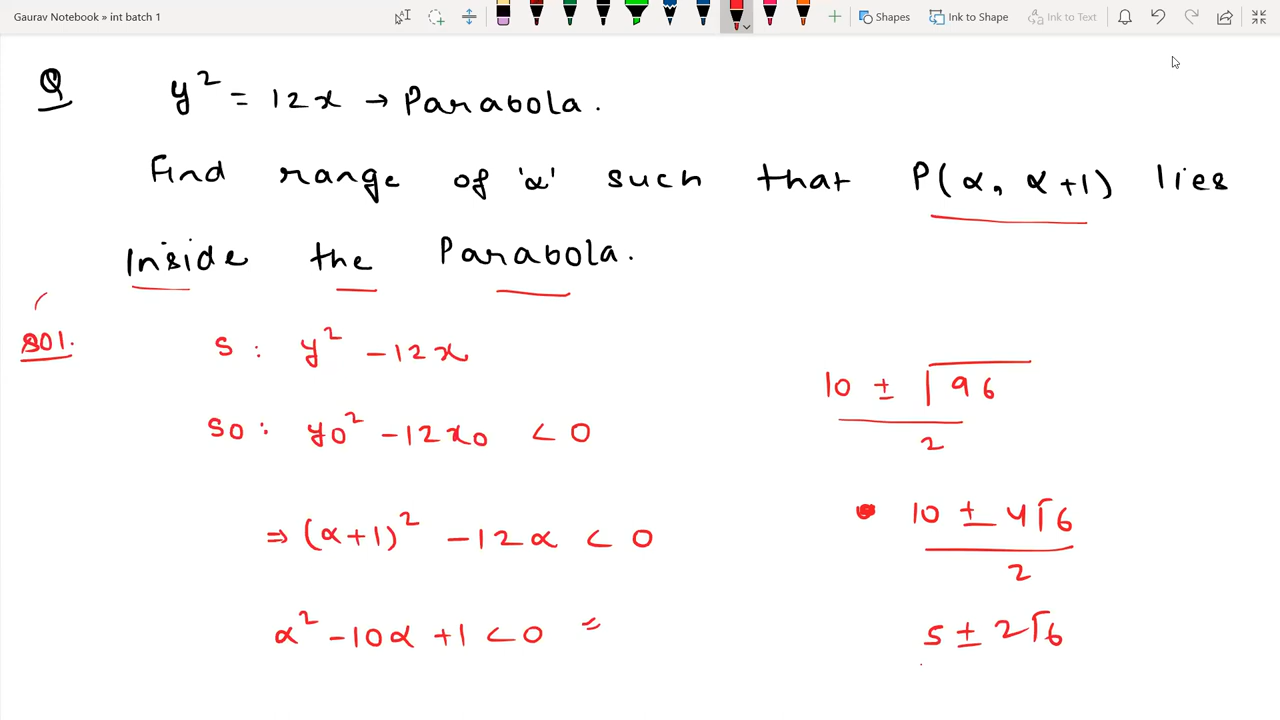 Gaurav Notebook » int batch 1
Shapes Ink to Shape Ink to Text
Q y² = 12x → Parabola.
Find range of 'α' such that P(α, α+1) lies
Inside the Parabola.
Sol. S : y² - 12x
S0 : y0² - 12x0 < 0
⇒ (α+1)² - 12α < 0
α² - 10α + 1 < 0 =
10 ± √96
2
10 ± 4√6
2
5 ± 2√6